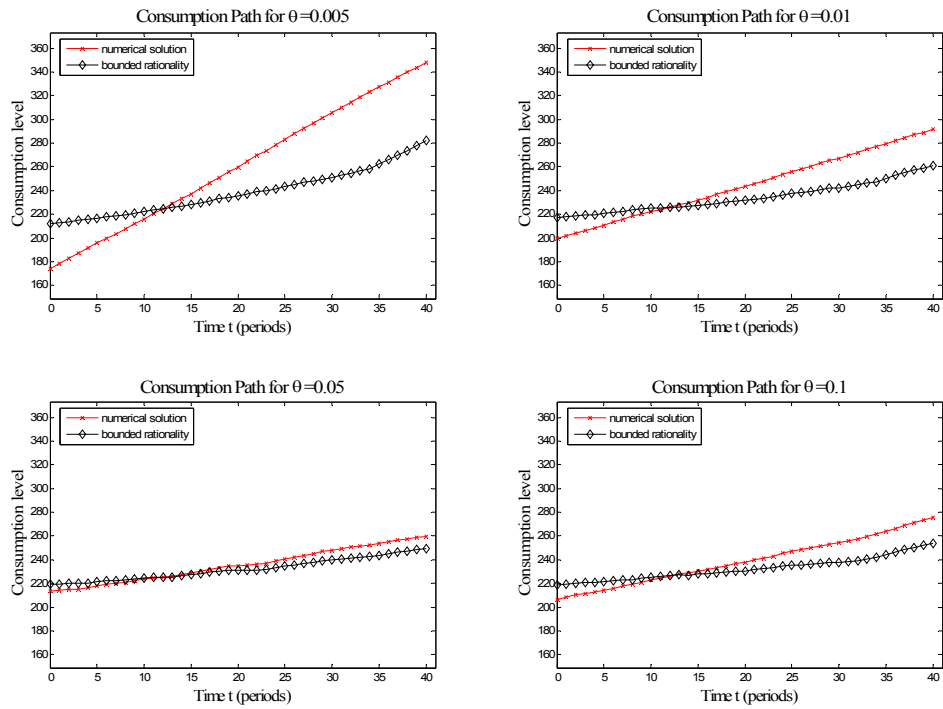 Consumption Path for θ=0.005
numerical solution
bounded rationality
Consumption level
360
340
320
300
280
260
240
220
200
180
160
0 5 10 15 20 25 30 35 40
Time t (periods)
Consumption Path for θ=0.01
numerical solution
bounded rationality
Consumption level
360
340
320
300
280
260
240
220
200
180
160
0 5 10 15 20 25 30 35 40
Time t (periods)
Consumption Path for θ=0.05
numerical solution
bounded rationality
Consumption level
360
340
320
300
280
260
240
220
200
180
160
0 5 10 15 20 25 30 35 40
Time t (periods)
Consumption Path for θ=0.1
numerical solution
bounded rationality
Consumption level
360
340
320
300
280
260
240
220
200
180
160
0 5 10 15 20 25 30 35 40
Time t (periods)